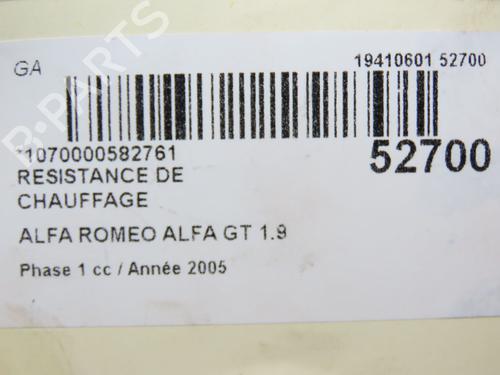 GA
19410601 52700
*1070000582761
52700
RESISTANCE DE
CHAUFFAGE
ALFA ROMEO ALFA GT 1.9
Phase 1 cc / Année 2005
B-PARTS